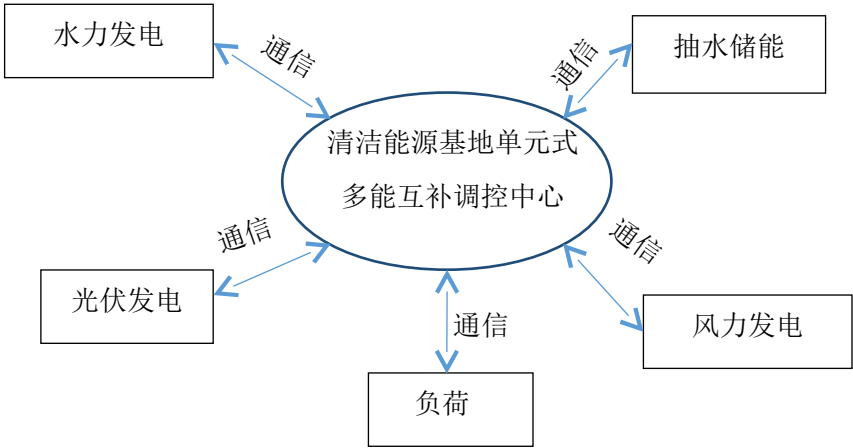 水力发电
通信
通信
抽水储能
清洁能源基地单元式
多能互补调控中心
通信
通信
光伏发电
通信
风力发电
负荷